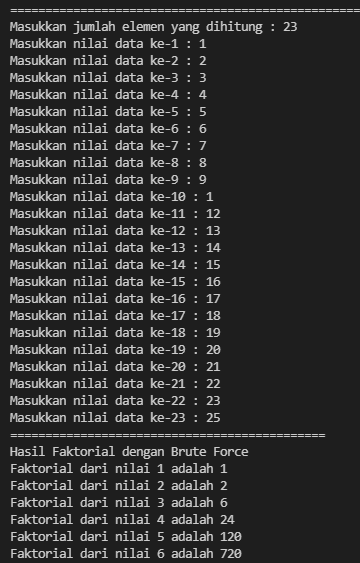 ==================================================
Masukkan jumlah elemen yang dihitung : 23
Masukkan nilai data ke-1 : 1
Masukkan nilai data ke-2 : 2
Masukkan nilai data ke-3 : 3
Masukkan nilai data ke-4 : 4
Masukkan nilai data ke-5 : 5
Masukkan nilai data ke-6 : 6
Masukkan nilai data ke-7 : 7
Masukkan nilai data ke-8 : 8
Masukkan nilai data ke-9 : 9
Masukkan nilai data ke-10 : 1
Masukkan nilai data ke-11 : 12
Masukkan nilai data ke-12 : 13
Masukkan nilai data ke-13 : 14
Masukkan nilai data ke-14 : 15
Masukkan nilai data ke-15 : 16
Masukkan nilai data ke-16 : 17
Masukkan nilai data ke-17 : 18
Masukkan nilai data ke-18 : 19
Masukkan nilai data ke-19 : 20
Masukkan nilai data ke-20 : 21
Masukkan nilai data ke-21 : 22
Masukkan nilai data ke-22 : 23
Masukkan nilai data ke-23 : 25
=============================================
Hasil Faktorial dengan Brute Force
Faktorial dari nilai 1 adalah 1
Faktorial dari nilai 2 adalah 2
Faktorial dari nilai 3 adalah 6
Faktorial dari nilai 4 adalah 24
Faktorial dari nilai 5 adalah 120
Faktorial dari nilai 6 adalah 720